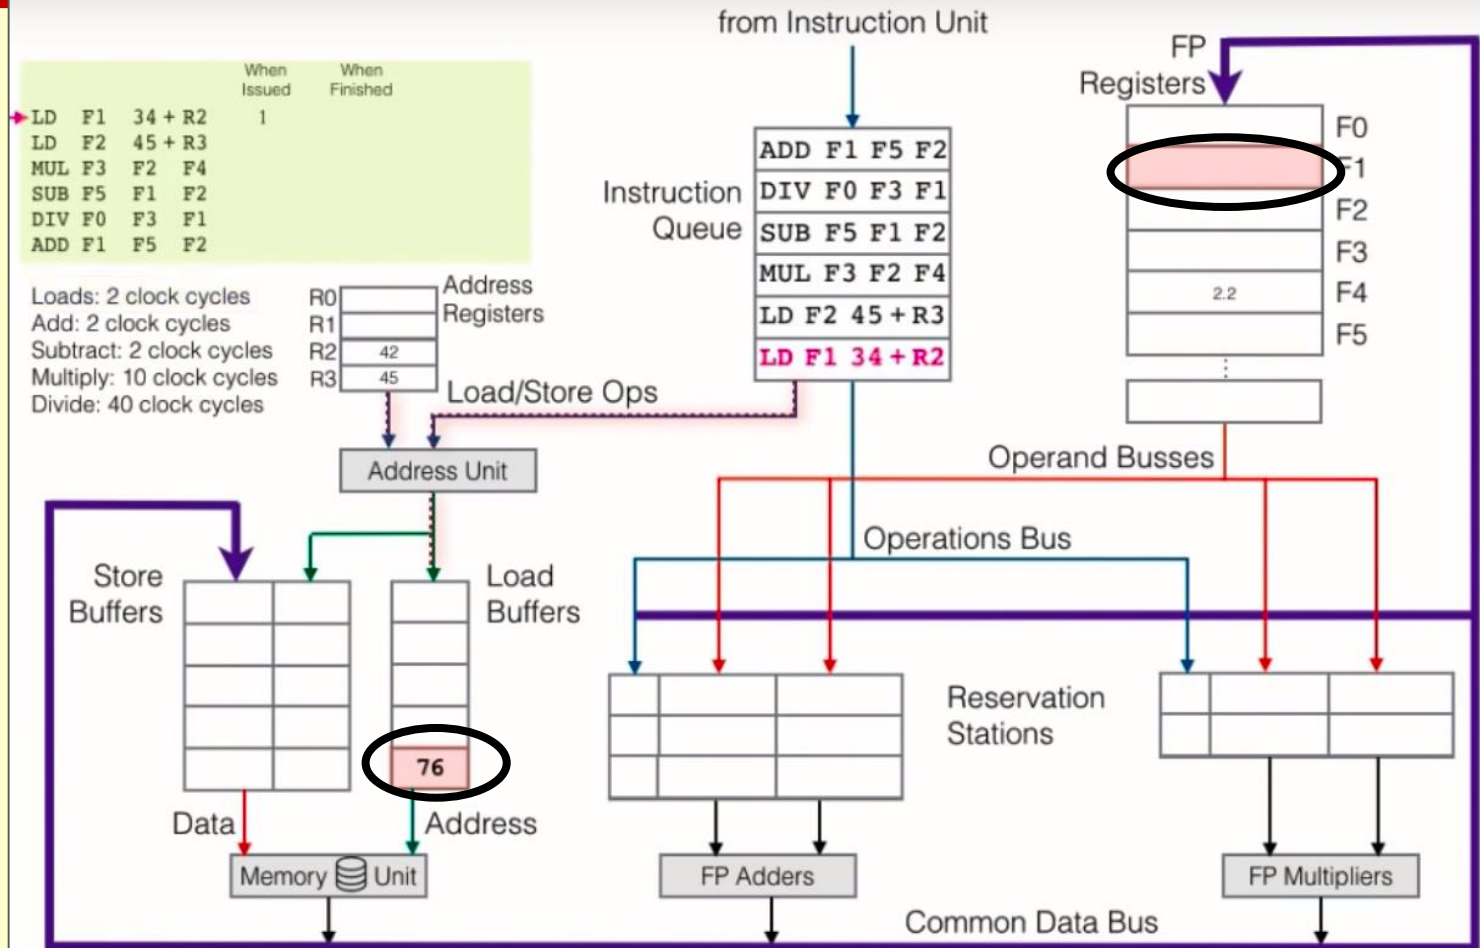 from Instruction Unit
When Issued
When Finished
LD F1 34 + R2 1
LD F2 45 + R3
MUL F3 F2 F4
SUB F5 F1 F2
DIV F0 F3 F1
ADD F1 F5 F2
Loads: 2 clock cycles
Add: 2 clock cycles
Subtract: 2 clock cycles
Multiply: 10 clock cycles
Divide: 40 clock cycles
R0
R1
R2 42
R3 45
Address
Registers
Instruction
Queue
ADD F1 F5 F2
DIV F0 F3 F1
SUB F5 F1 F2
MUL F3 F2 F4
LD F2 45 + R3
LD F1 34 + R2
FP
Registers
F0
F1
F2
F3
2.2 F4
F5
Load/Store Ops
Address Unit
Operand Busses
Operations Bus
Store
Buffers
Load
Buffers
76
Reservation
Stations
Data
Address
Memory Unit
FP Adders
FP Multipliers
Common Data Bus